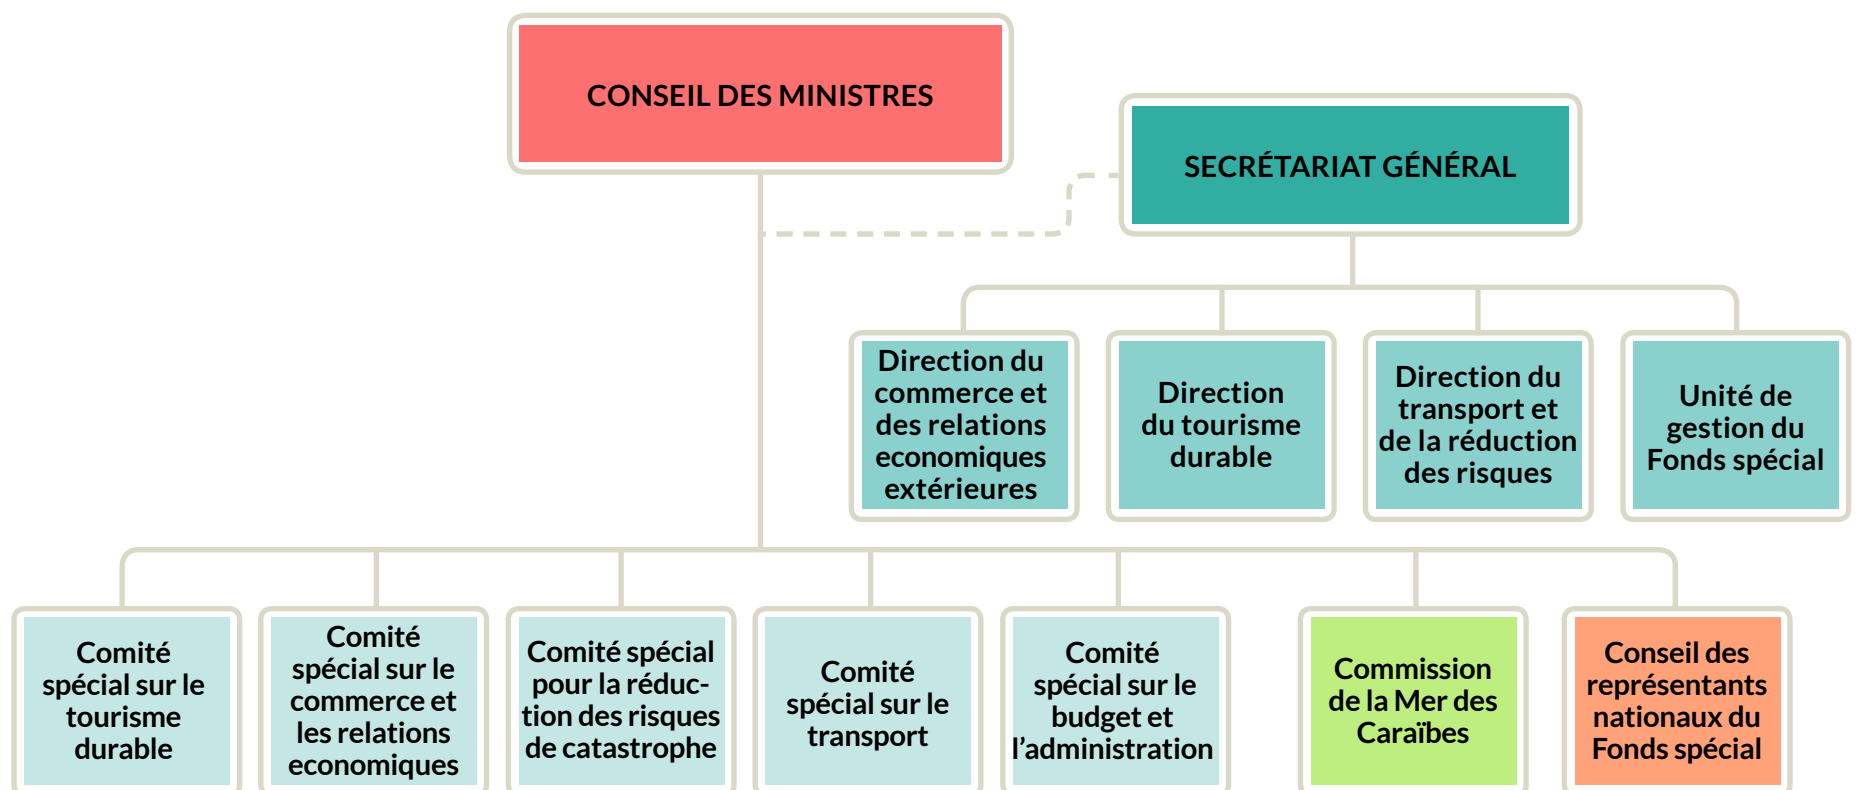 CONSEIL DES MINISTRES
SECRÉTARIAT GÉNÉRAL
Direction du
commerce et
des relations
economiques
extérieures
Direction
du tourisme
durable
Direction du
transport et
de la réduction
des risques
Unité de
gestion du
Fonds spécial
Comité
spécial sur le
tourisme
durable
Comité
spécial sur le
commerce et
les relations
economiques
Comité spécial
pour la réduc-
tion des risques
de catastrophe
Comité
spécial sur le
transport
Comité
spécial sur le
budget et
l’administration
Commission
de la Mer des
Caraïbes
Conseil des
représentants
nationaux du
Fonds spécial